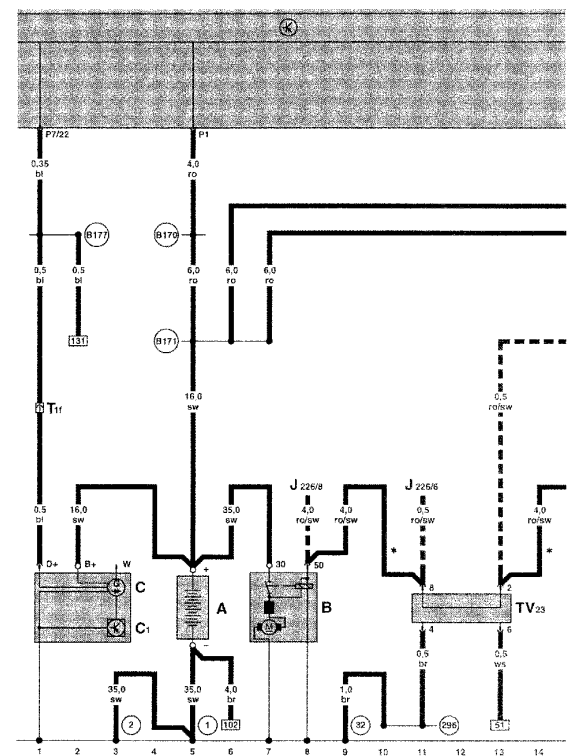 P7/22 P1
0,35 bl
4,0 ro
B177 B170
0,5 bl
0,5 bl
6,0 ro
6,0 ro
6,0 ro
131 B171
T1f
16,0 sw
0,5 ro/sw
J 226/8 J 226/6
0,5 bl
16,0 sw
35,0 sw
4,0 ro/sw
4,0 ro/sw
0,5 ro/sw
4,0 ro/sw
* *
D+ B+ W + 30 50 8 2
G
C A B TV23
C1 M
− 4 6
35,0 sw
35,0 sw
4,0 br
1,0 br
0,5 br
0,5 ws
2 1 102 32 296 51
1 2 3 4 5 6 7 8 9 10 11 12 13 14